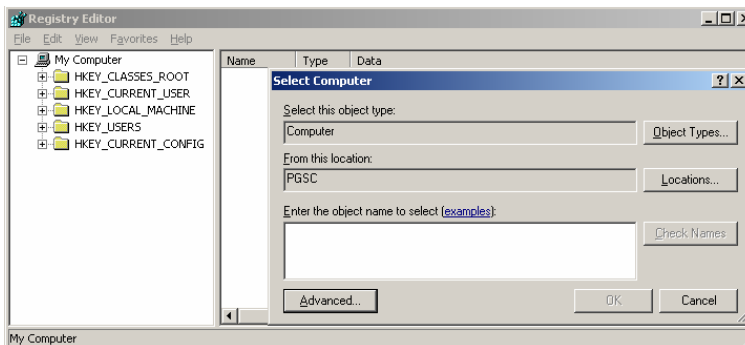 Registry Editor
File Edit View Favorites Help
My Computer
HKEY_CLASSES_ROOT
HKEY_CURRENT_USER
HKEY_LOCAL_MACHINE
HKEY_USERS
HKEY_CURRENT_CONFIG
Name Type Data
Select Computer
Select this object type:
Computer
Object Types...
From this location:
PGSC
Locations...
Enter the object name to select (examples):
Check Names
Advanced...
OK Cancel
My Computer